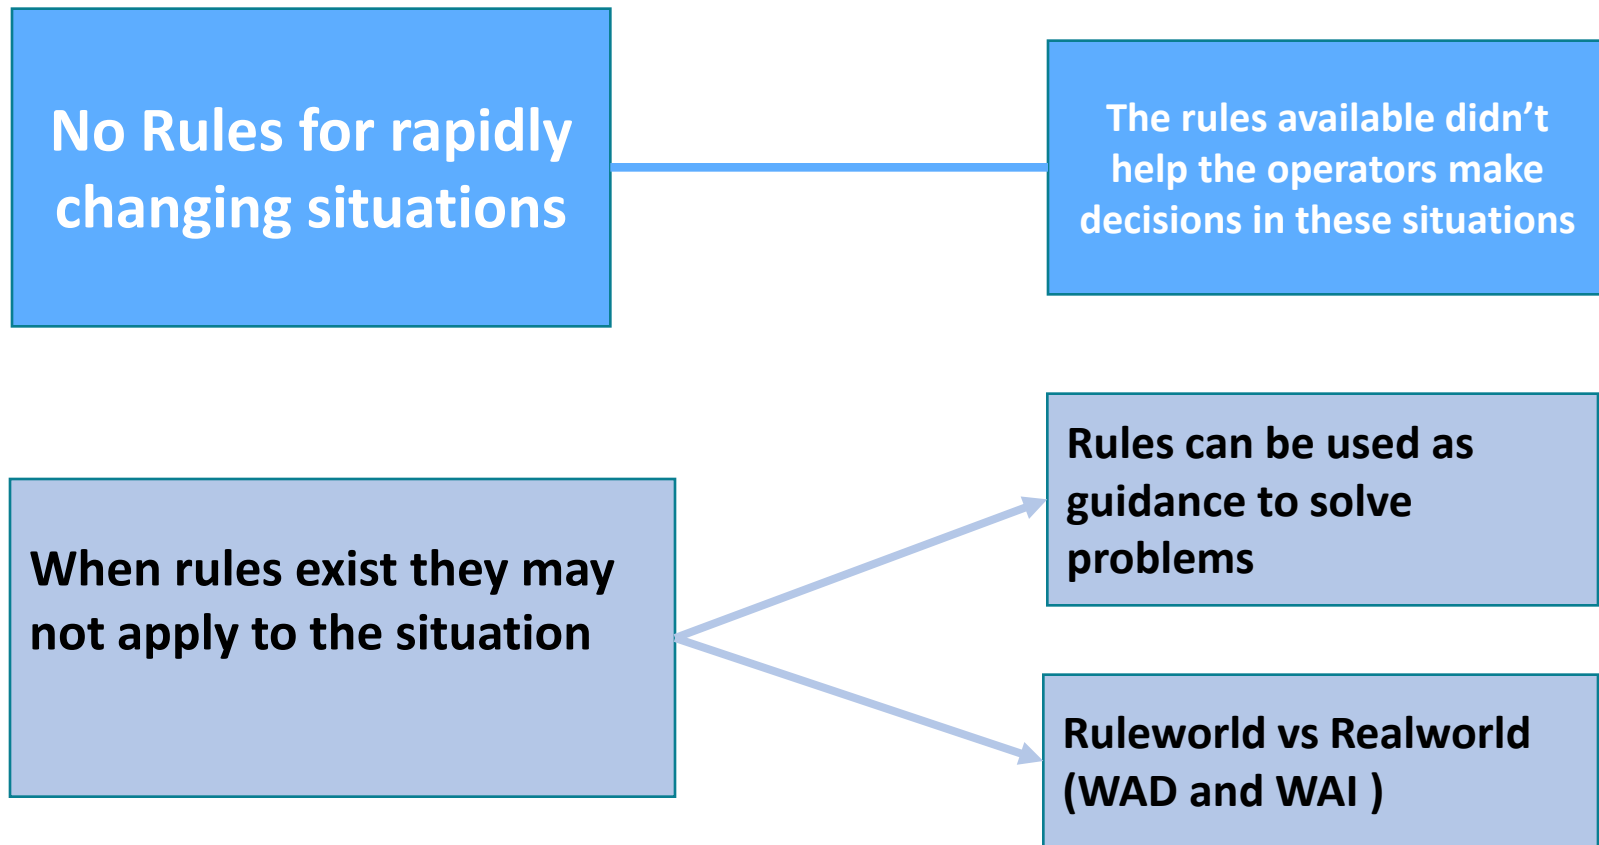 No Rules for rapidly
changing situations
The rules available didn’t
help the operators make
decisions in these situations
When rules exist they may
not apply to the situation
Rules can be used as
guidance to solve
problems
Ruleworld vs Realworld
(WAD and WAI )